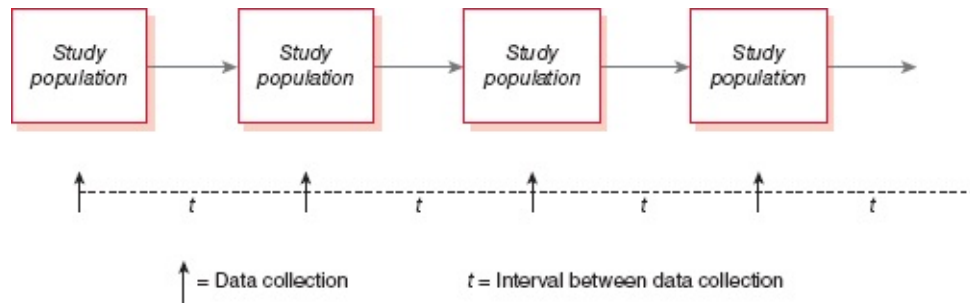 Study population
Study population
Study population
Study population
t
t
t
t
= Data collection
t = Interval between data collection